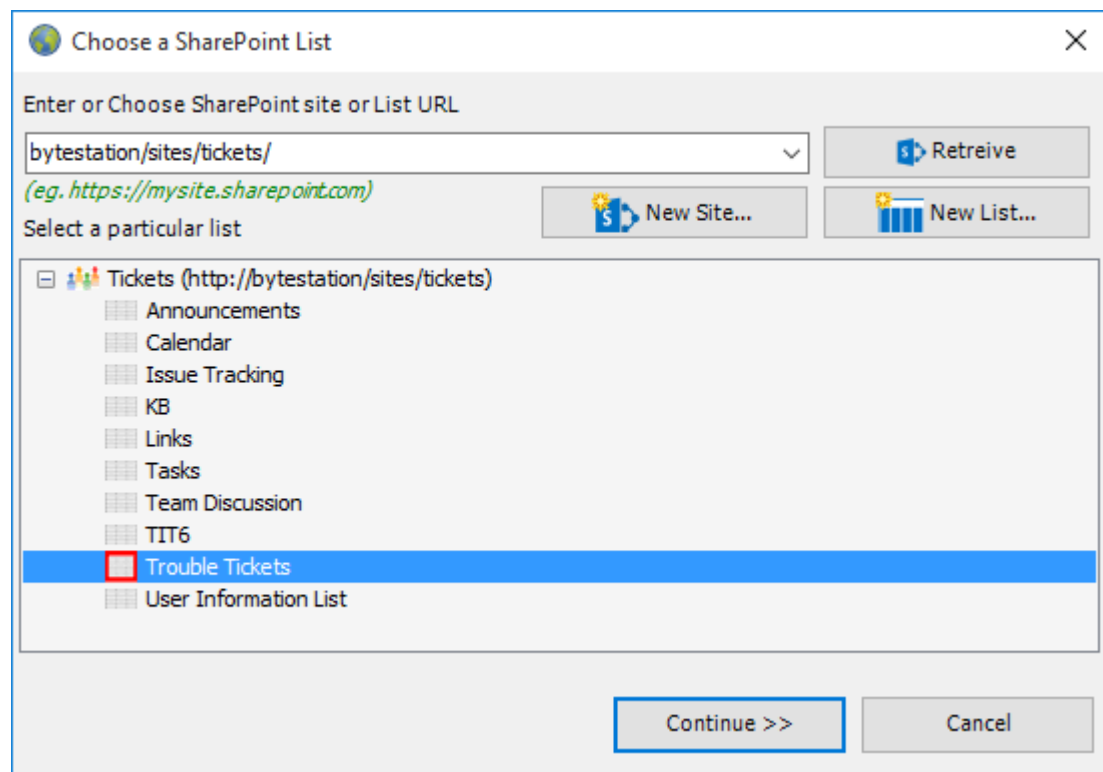 Choose a SharePoint List
Enter or Choose SharePoint site or List URL
bytestation/sites/tickets/
Retreive
(eg. https://mysite.sharepoint.com)
New Site...
New List...
Select a particular list
Tickets (http://bytestation/sites/tickets)
Announcements
Calendar
Issue Tracking
KB
Links
Tasks
Team Discussion
TIT6
Trouble Tickets
User Information List
Continue >>
Cancel